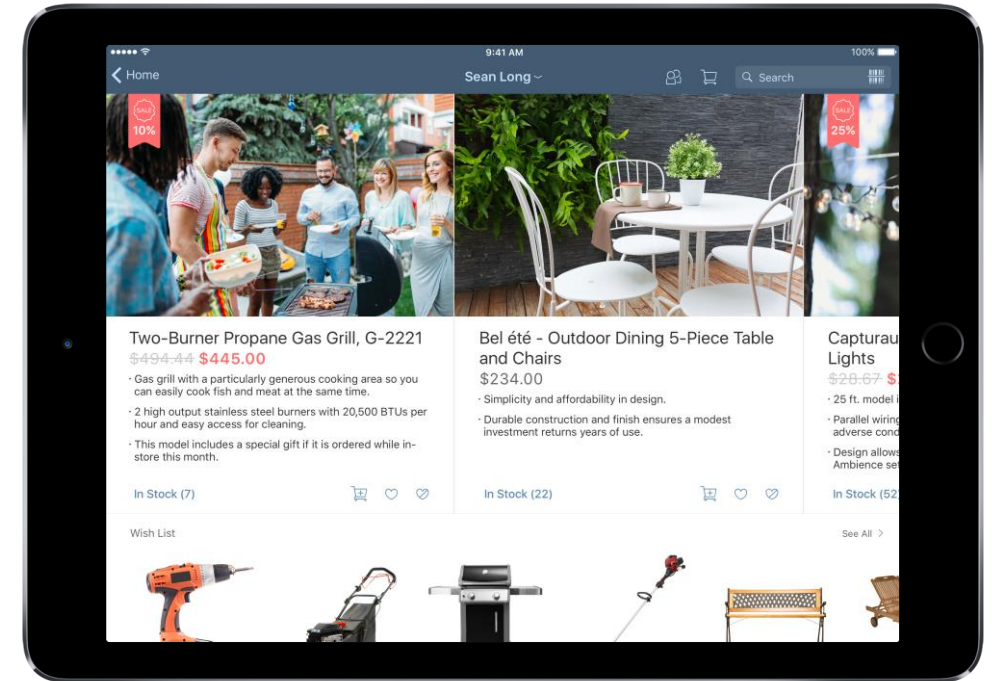 9:41 AM
100%
Home
Sean Long
Search
SALE
10%
SALE
25%
Two-Burner Propane Gas Grill, G-2221
$494.44 $445.00
· Gas grill with a particularly generous cooking area so you
can easily cook fish and meat at the same time.
· 2 high output stainless steel burners with 20,500 BTUs per
hour and easy access for cleaning.
· This model includes a special gift if it is ordered while in-
store this month.
In Stock (7)
Bel été - Outdoor Dining 5-Piece Table
and Chairs
$234.00
· Simplicity and affordability in design.
· Durable construction and finish ensures a modest
investment returns years of use.
In Stock (22)
Capturau
Lights
$28.67 $
· 25 ft. model i
· Parallel wiring
adverse cond
· Design allows
Ambience set
In Stock (52
Wish List
See All